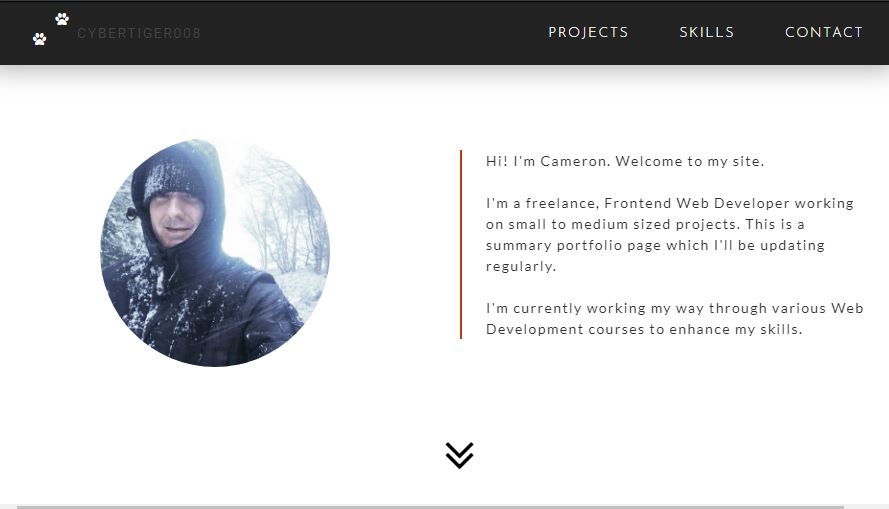 CYBERTIGER008
PROJECTS SKILLS CONTACT
Hi! I'm Cameron. Welcome to my site.
I'm a freelance, Frontend Web Developer working
on small to medium sized projects. This is a
summary portfolio page which I'll be updating
regularly.
I'm currently working my way through various Web
Development courses to enhance my skills.